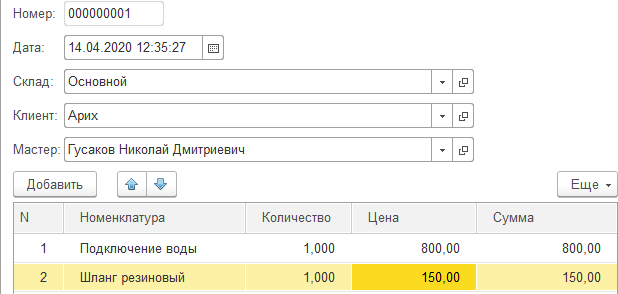 Номер: 000000001
Дата: 14.04.2020 12:35:27
Склад: Основной
Клиент: Арих
Мастер: Гусаков Николай Дмитриевич
Добавить Еще
N Номенклатура Количество Цена Сумма
1 Подключение воды 1,000 800,00 800,00
2 Шланг резиновый 1,000 150,00 150,00